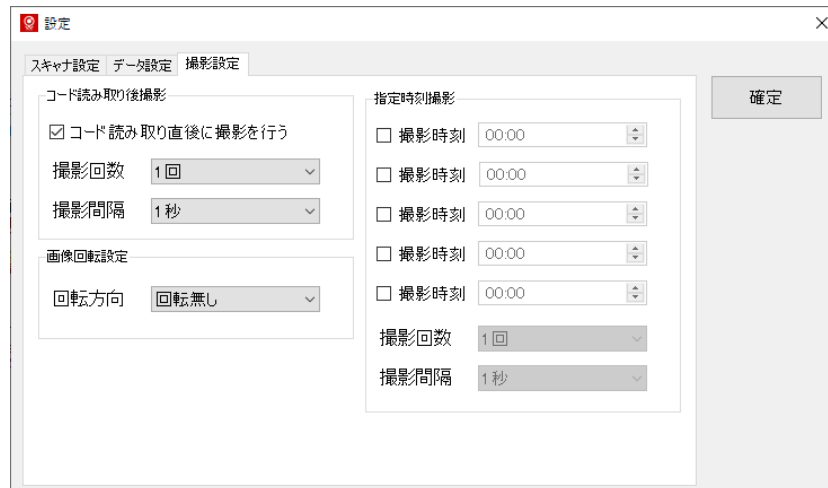 設定
スキャナ設定 データ設定 撮影設定
コード読み取り後撮影
コード読み取り直後に撮影を行う
撮影回数 1回
撮影間隔 1秒
画像回転設定
回転方向 回転無し
指定時刻撮影
撮影時刻 00:00
撮影時刻 00:00
撮影時刻 00:00
撮影時刻 00:00
撮影時刻 00:00
撮影回数 1回
撮影間隔 1秒
確定